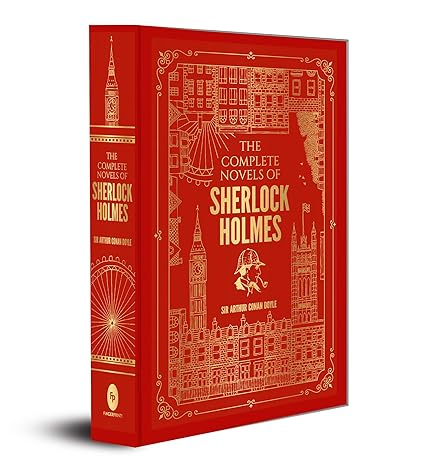 THE
COMPLETE
NOVELS OF
SHERLOCK
HOLMES
SIR ARTHUR CONAN DOYLE
FP
FINGERPRINT!
THE
COMPLETE
NOVELS OF
SHERLOCK
HOLMES
SIR ARTHUR CONAN DOYLE